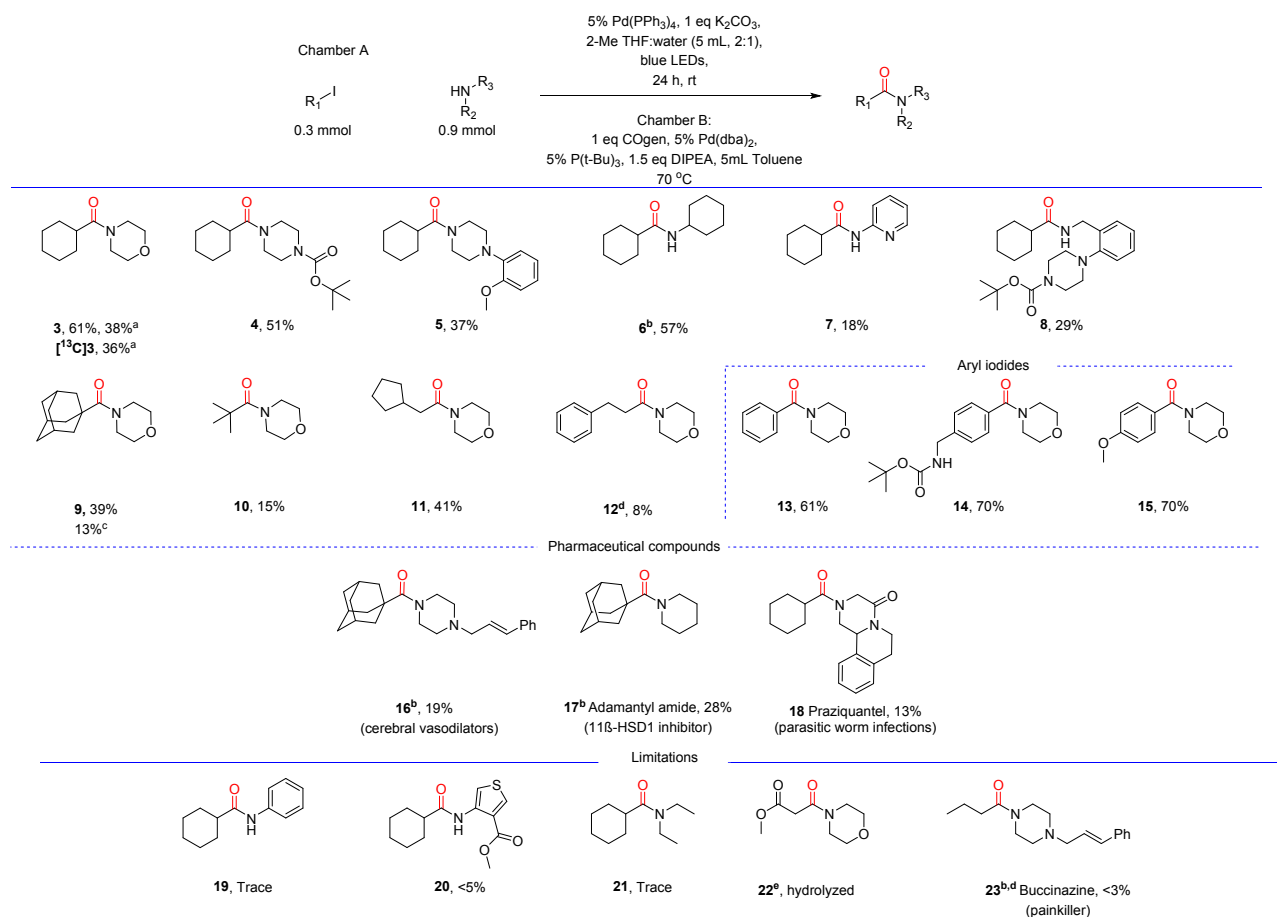 5% Pd(PPh₃)₄, 1 eq K₂CO₃,
2-Me THF:water (5 mL, 2:1),
blue LEDs,
24 h, rt
Chamber A
R₁ I
0.3 mmol
HN R₃
R₂
0.9 mmol
Chamber B:
1 eq COgen, 5% Pd(dba)₂,
5% P(t-Bu)₃, 1.5 eq DIPEA, 5mL Toluene
70 °C
O
R₁ N R₃
R₂
O
N
O
3, 61%, 38%ᵃ
[¹³C]3, 36%ᵃ
O
N
N
O
O
4, 51%
O
N
N
O
5, 37%
O
N
H
6ᵇ, 57%
O
N
H
N
7, 18%
O
N
H
N
N
O
O
8, 29%
Aryl iodides
O
N
O
9, 39%
13%ᶜ
O
N
O
10, 15%
O
N
O
11, 41%
O
N
O
12ᵈ, 8%
O
N
O
13, 61%
O
N
O
HN
O
O
14, 70%
O
N
O
O
15, 70%
Pharmaceutical compounds
O
N
N
Ph
16ᵇ, 19%
(cerebral vasodilators)
O
N
17ᵇ Adamantyl amide, 28%
(11ß-HSD1 inhibitor)
O
N
O
N
18 Praziquantel, 13%
(parasitic worm infections)
Limitations
O
N
H
19, Trace
O
N
H
S
O
O
20, <5%
O
N
21, Trace
O
O
O
N
O
22ᵉ, hydrolyzed
O
N
N
Ph
23ᵇ,ᵈ Buccinazine, <3%
(painkiller)